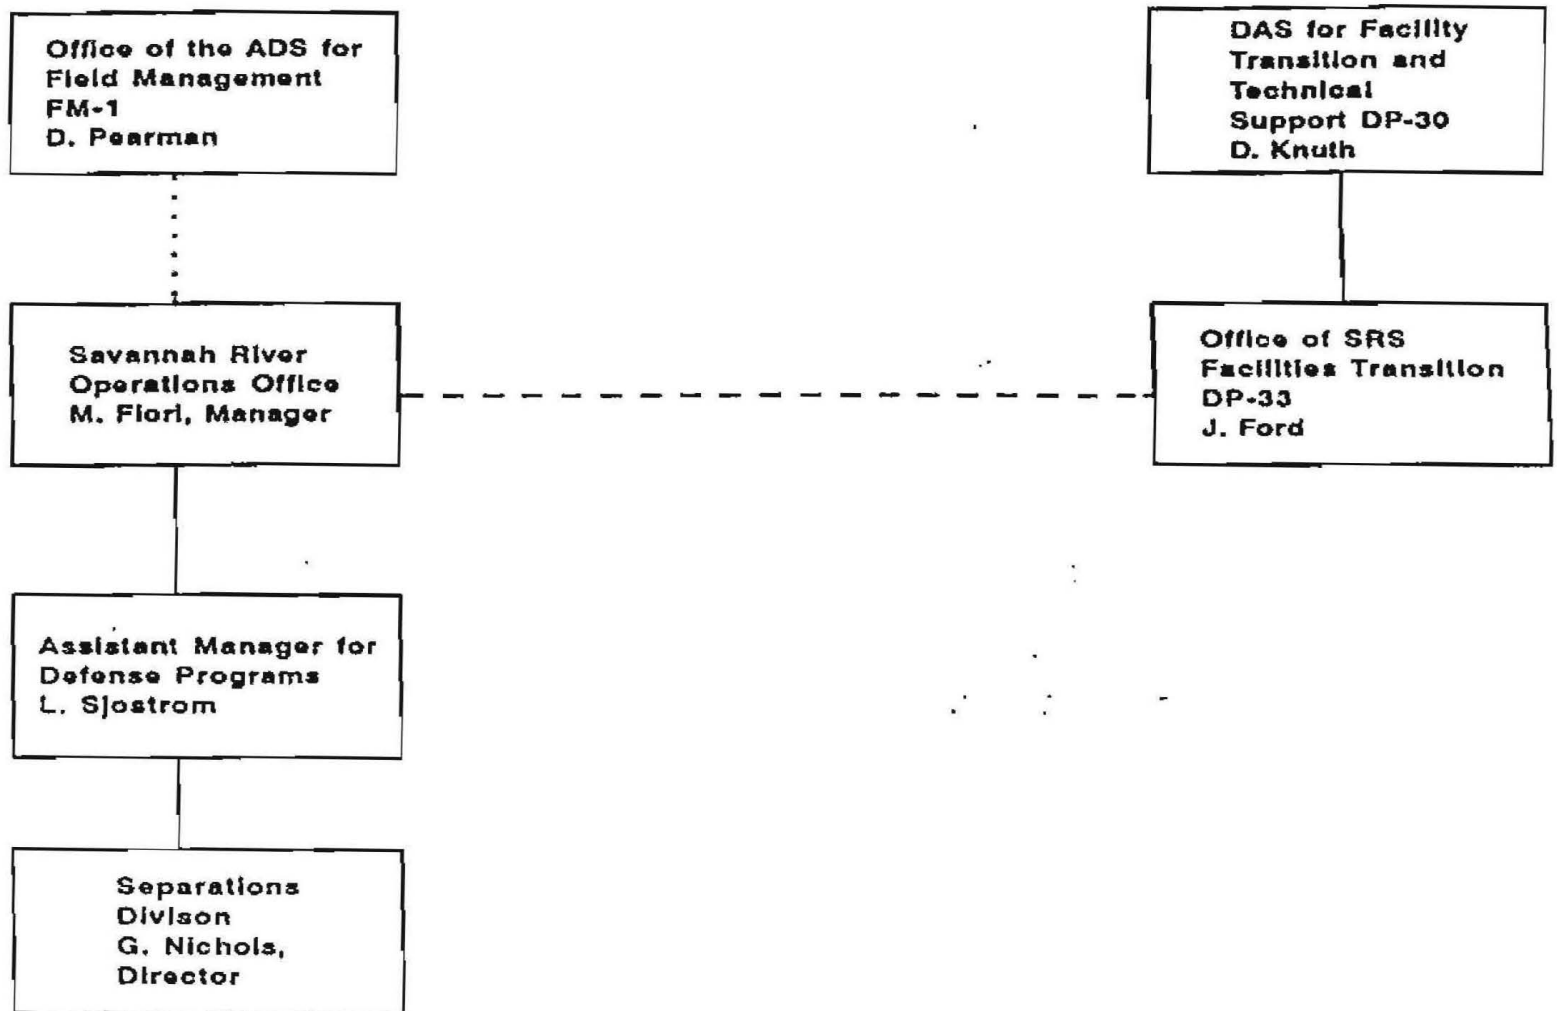 Office of the ADS for
Field Management
FM-1
D. Pearman
DAS for Facility
Transition and
Technical
Support DP-30
D. Knuth
Savannah River
Operations Office
M. Fiori, Manager
Office of SRS
Facilities Transition
DP-33
J. Ford
Assistant Manager for
Defense Programs
L. Sjostrom
Separations
Divison
G. Nichols,
Director